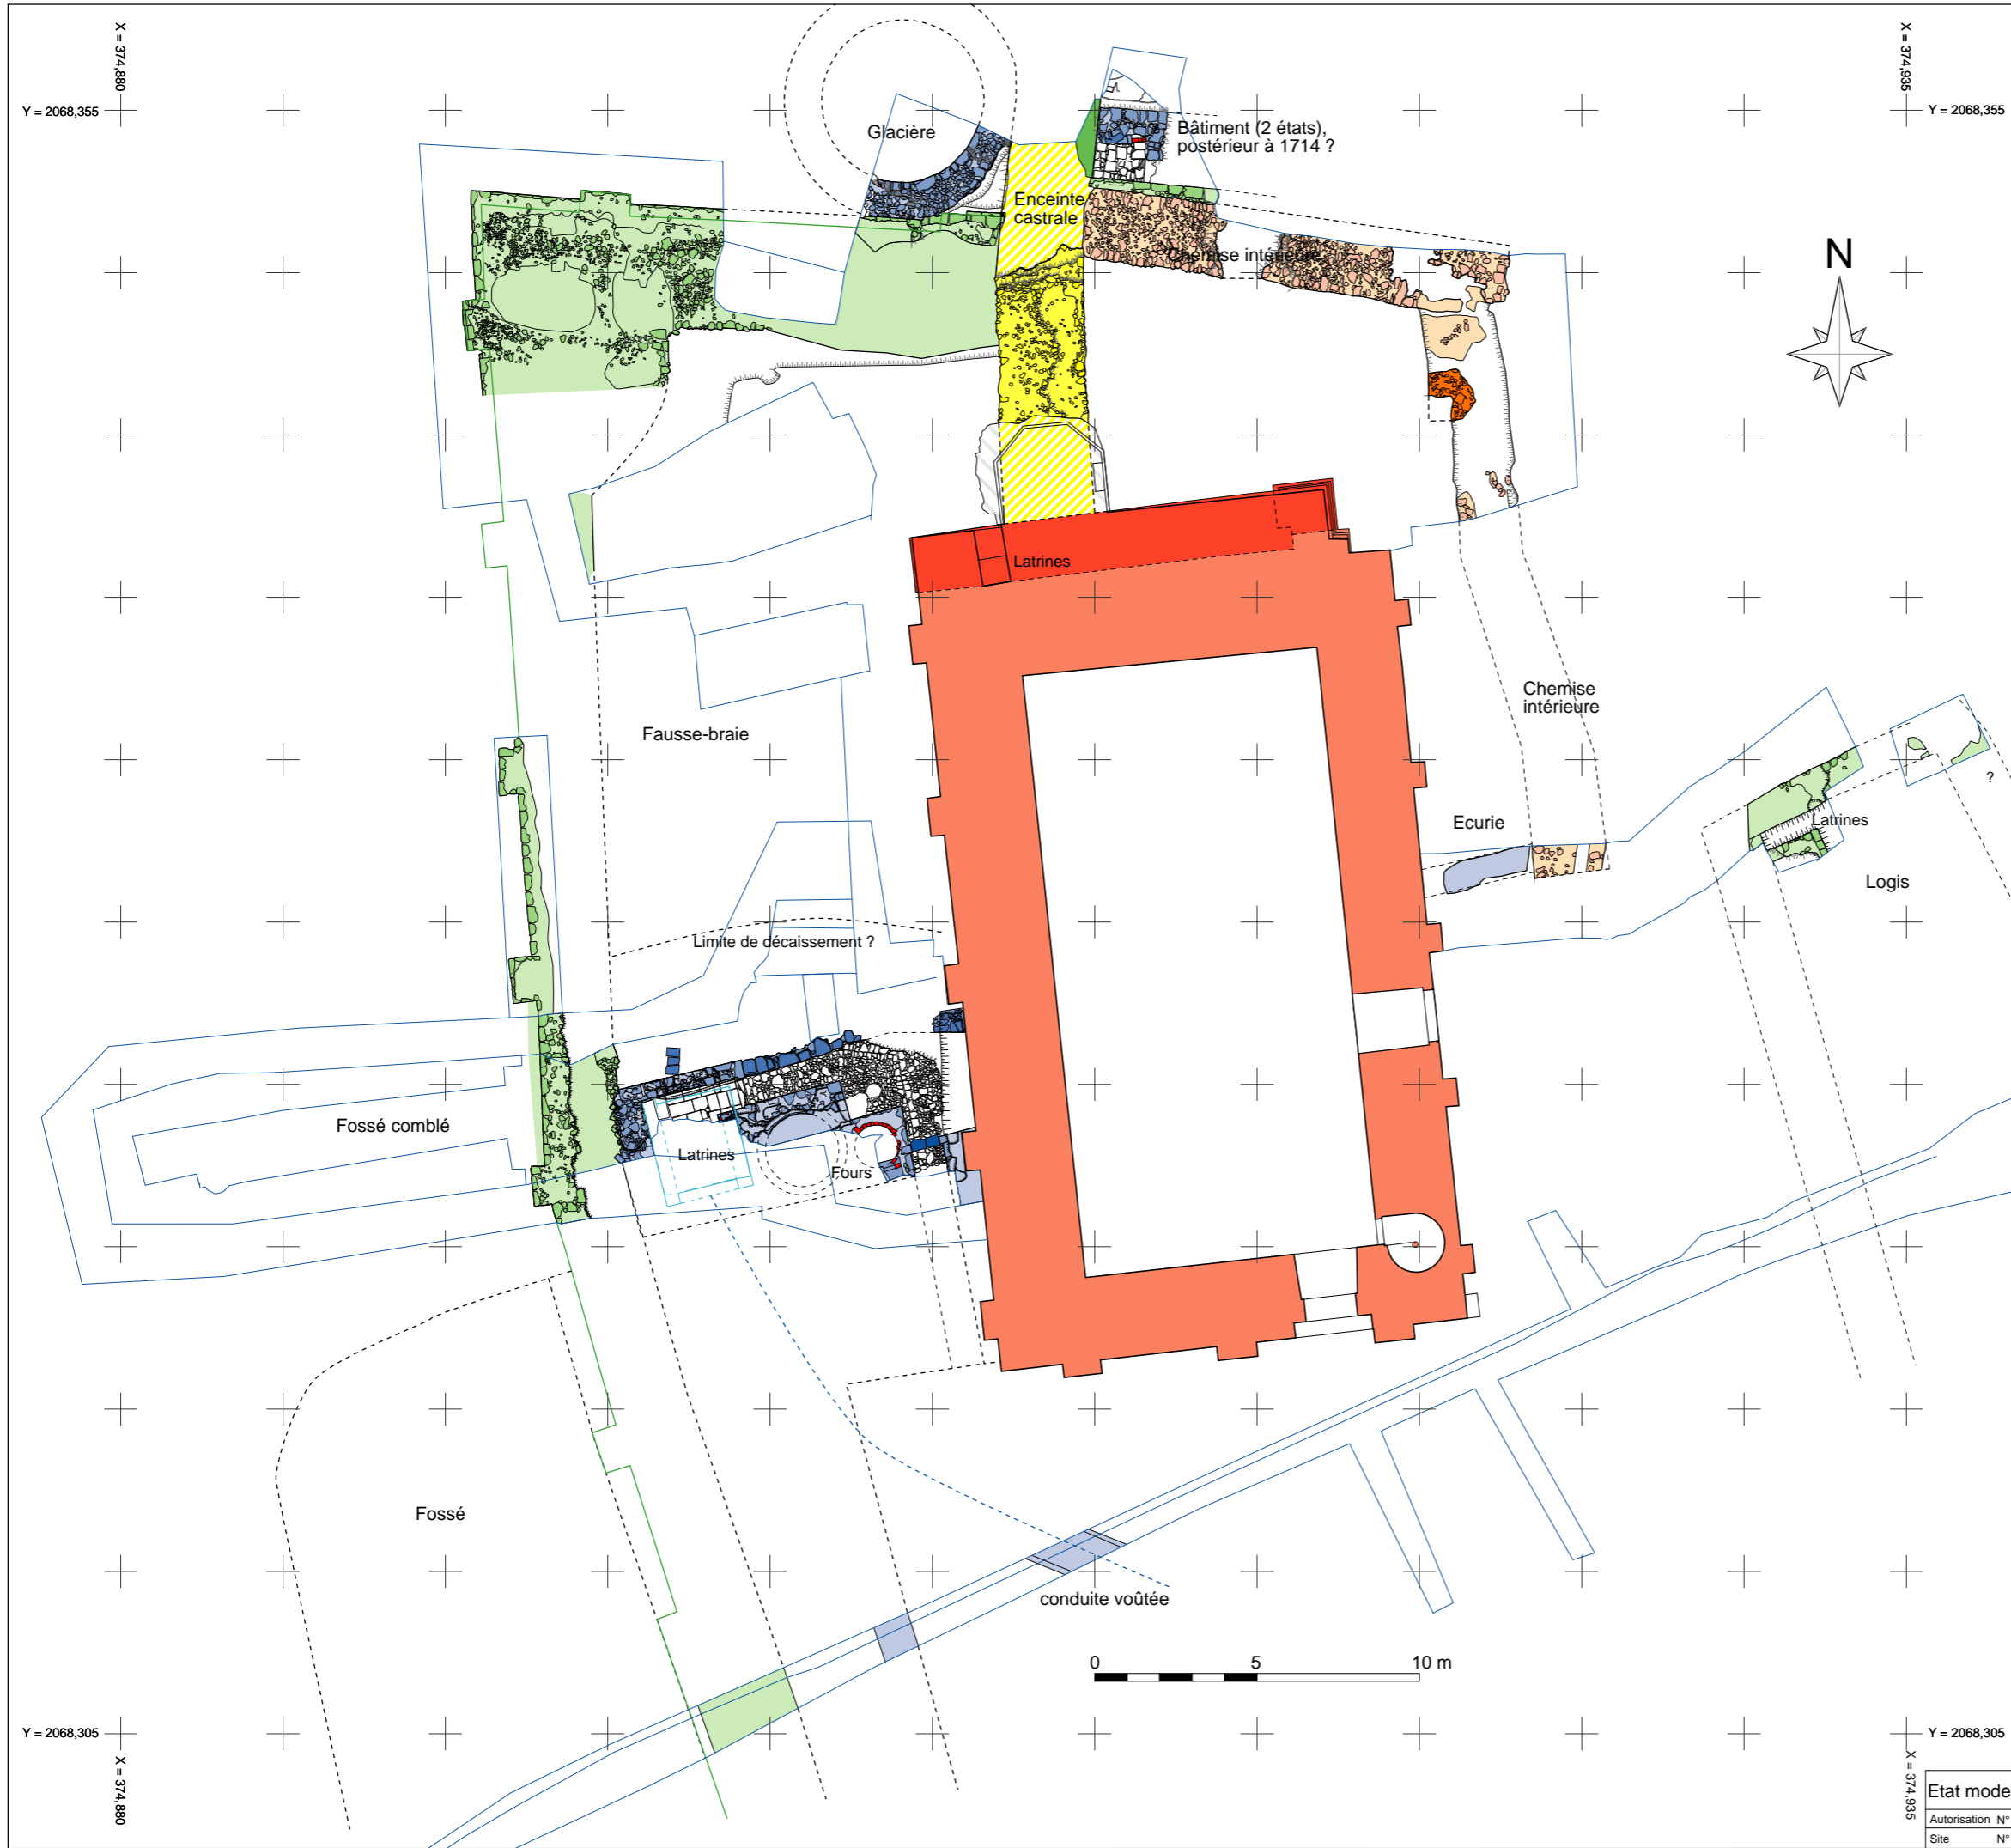 X = 374,880
X = 374,935
Y = 2068,355
Y = 2068,355
Glacière
Bâtiment (2 états),
postérieur à 1714 ?
Enceinte
castrale
Chemise intérieure
N
Latrines
Chemise
intérieure
Fausse-braie
?
Ecurie
Latrines
Logis
Limite de décaissement ?
Fossé comblé
Latrines
Fours
Fossé
conduite voûtée
0 5 10 m
Y = 2068,305
Y = 2068,305
X = 374,880
X = 374,935
Etat mode
Autorisation N°
Site N°